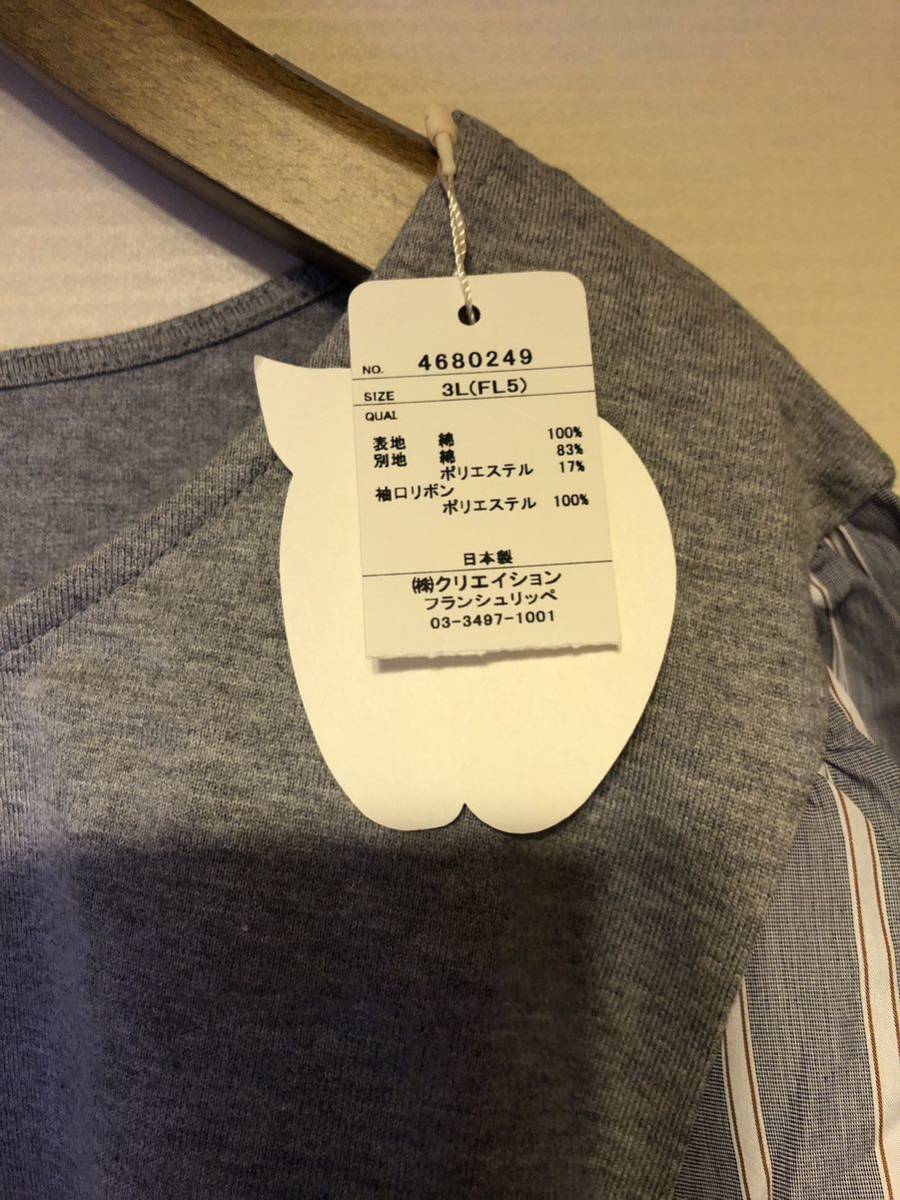 NO. 4680249
SIZE 3L(FL5)
QUAL
表地 綿 100%
別地 綿 83%
ポリエステル 17%
袖口リボン
ポリエステル 100%
日本製
㈱クリエイション
フランシュリッペ
03-3497-1001